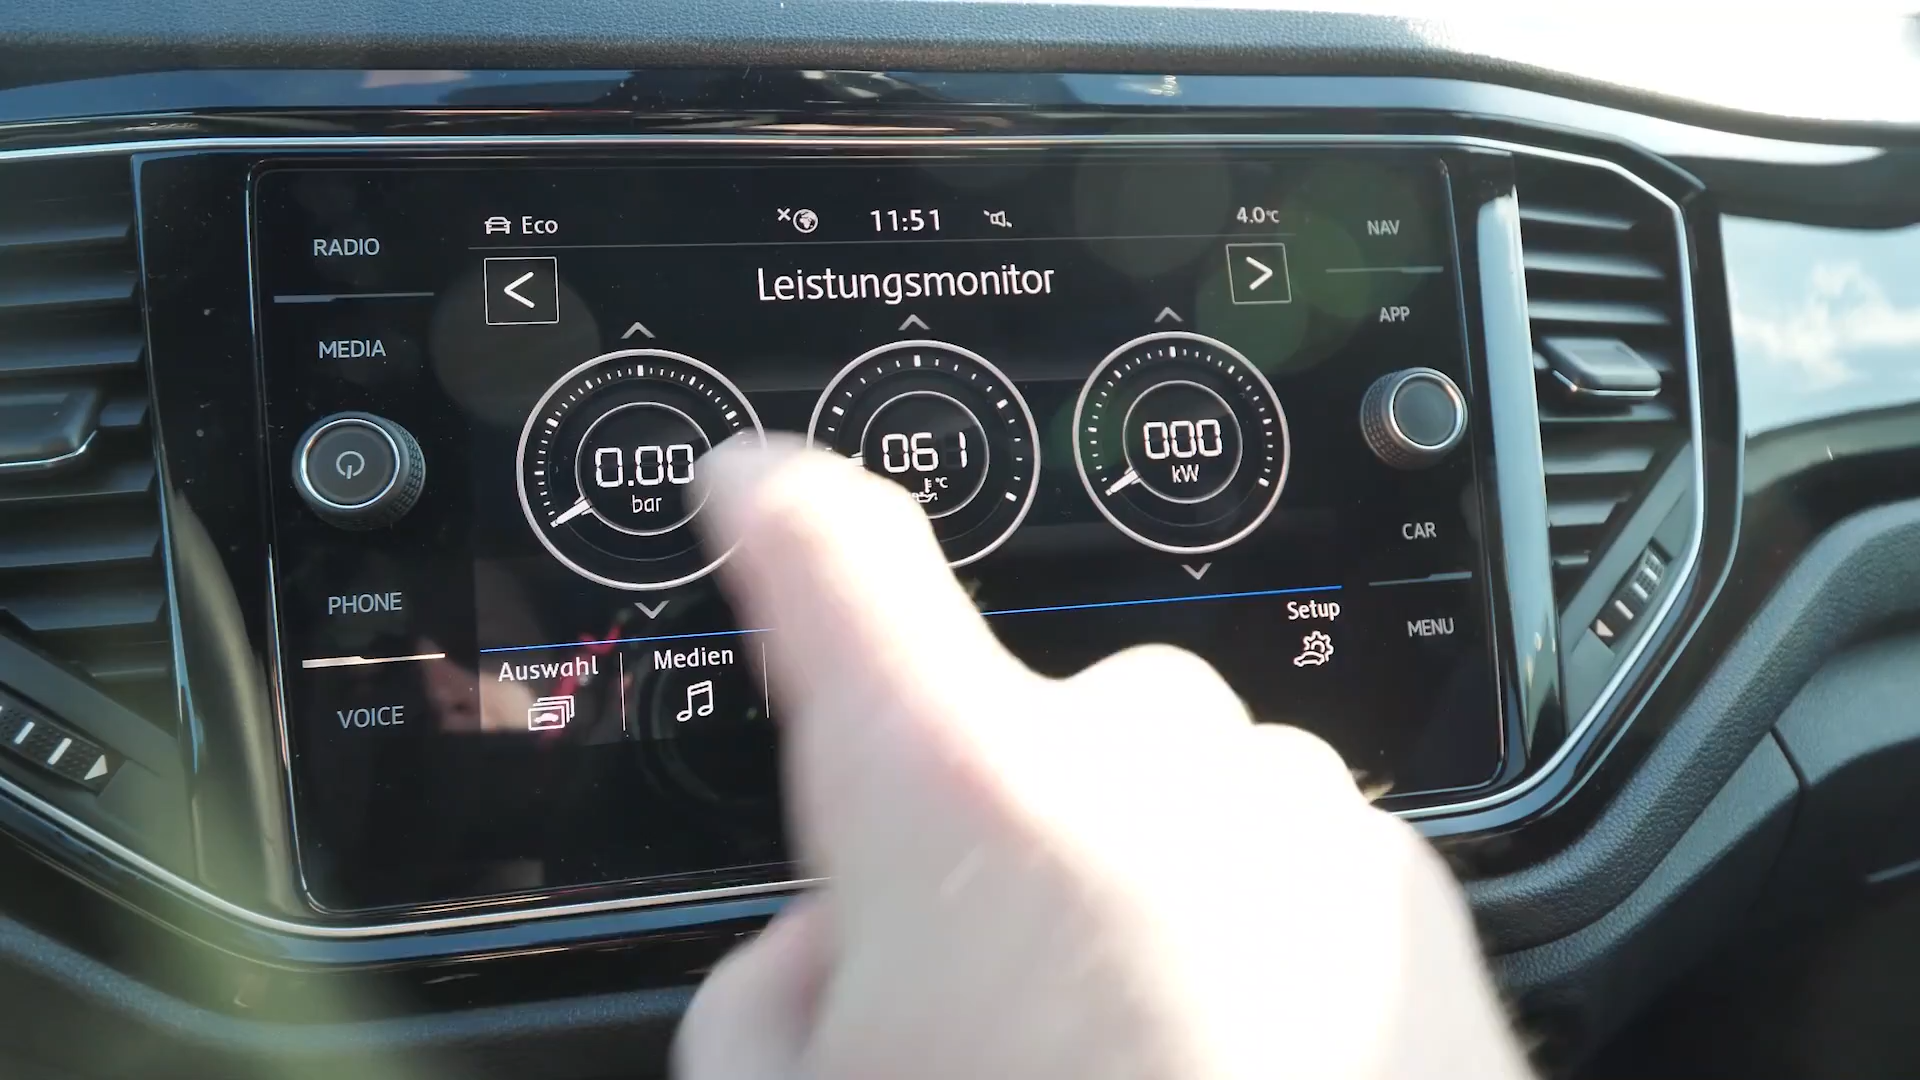 RADIO
MEDIA
PHONE
VOICE
Eco
11:51
4.0°C
Leistungsmonitor
0.00
bar
061
°C
000
kW
Auswahl
Medien
Setup
NAV
APP
CAR
MENU